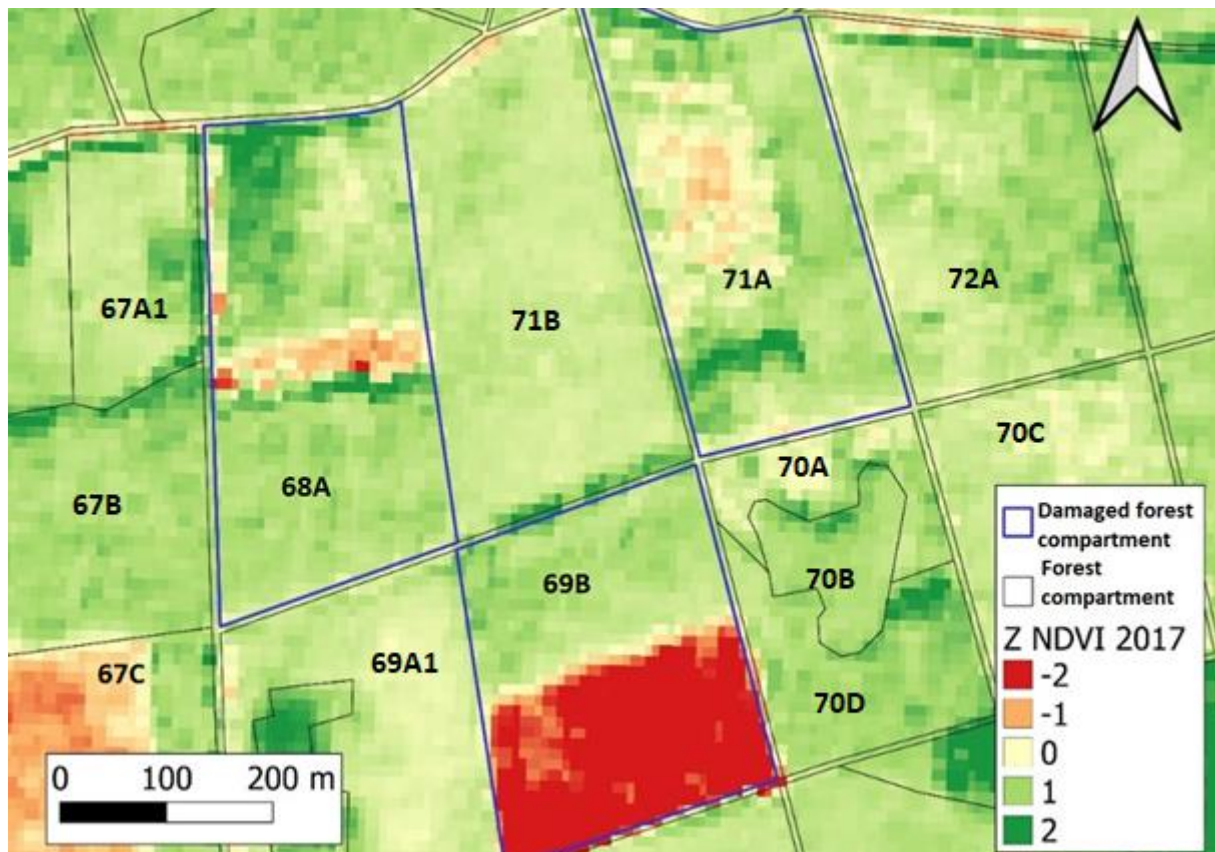 67A1
71B
71A
72A
67B
68A
70A
70C
69B
70B
67C
69A1
70D
0 100 200 m
Damaged forest
compartment
Forest
compartment
Z NDVI 2017
-2
-1
0
1
2